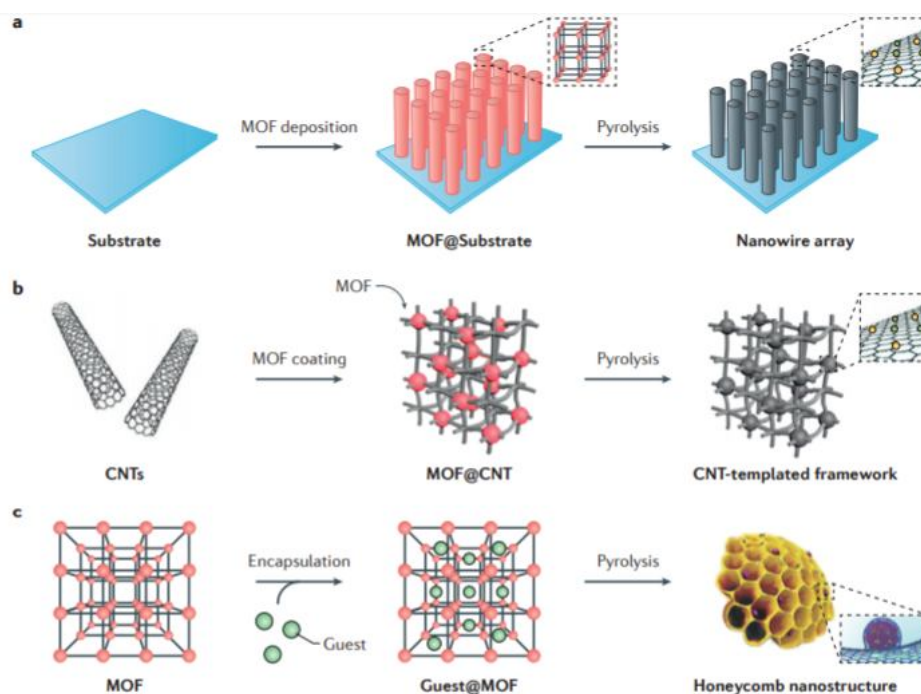 a
MOF deposition
Pyrolysis
Substrate
MOF@Substrate
Nanowire array
b
MOF
MOF coating
Pyrolysis
CNTs
MOF@CNT
CNT-templated framework
c
Encapsulation
Pyrolysis
Guest
MOF
Guest@MOF
Honeycomb nanostructure